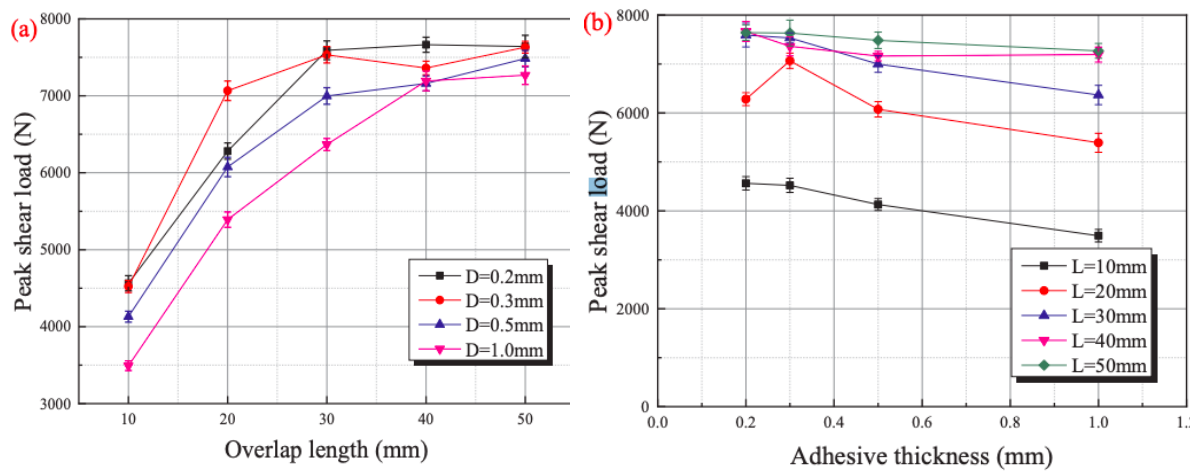 (a)
Peak shear load (N)
8000
7000
6000
5000
4000
3000
10
20
30
40
50
Overlap length (mm)
D=0.2mm
D=0.3mm
D=0.5mm
D=1.0mm
(b)
Peak shear load (N)
8000
6000
4000
2000
0
0.0
0.2
0.4
0.6
0.8
1.0
Adhesive thickness (mm)
L=10mm
L=20mm
L=30mm
L=40mm
L=50mm